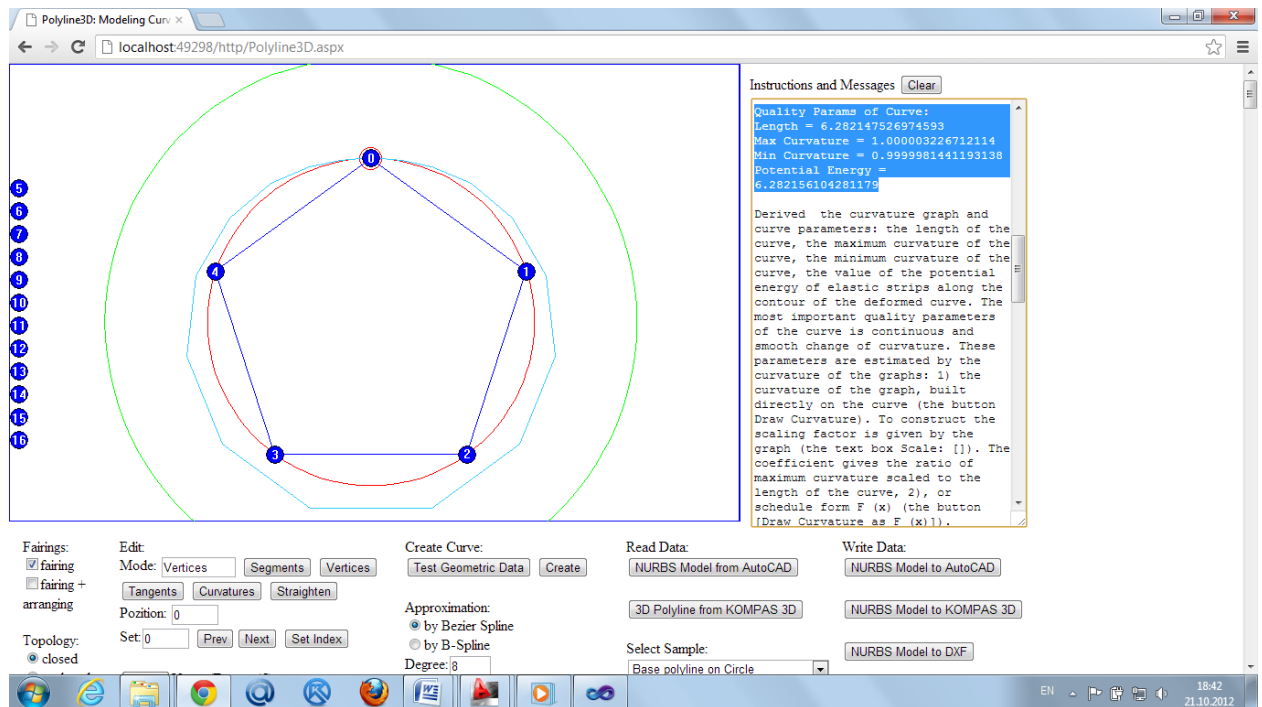 Polyline3D: Modeling Curv
localhost:49298/http/Polyline3D.aspx
0
1
2
3
4
5
6
7
8
9
10
11
12
13
14
15
16
Instructions and Messages Clear
Quality Params of Curve:
Length = 6.282147526974593
Max Curvature = 1.000003226712114
Min Curvature = 0.9999981441193138
Potential Energy =
6.282156104281179
Derived  the curvature graph and
curve parameters: the length of the
curve, the maximum curvature of the
curve, the minimum curvature of the
curve, the value of the potential
energy of elastic strips along the
contour of the deformed curve. The
most important quality parameters
of the curve is continuous and
smooth change of curvature. These
parameters are estimated by the
curvature of the graphs: 1) the
curvature of the graph, built
directly on the curve (the button
Draw Curvature). To construct the
scaling factor is given by the
graph (the text box Scale: []). The
coefficient gives the ratio of
maximum curvature scaled to the
length of the curve, 2), or
schedule form F (x) (the button
[Draw Curvature as F (x)]).
Fairings:
fairing
fairing +
arranging
Topology:
closed
Edit:
Mode: Vertices Segments Vertices
Tangents Curvatures Straighten
Pozition: 0
Set: 0 Prev Next Set Index
Create Curve:
Test Geometric Data Create
Approximation:
by Bezier Spline
by B-Spline
Degree: 8
Read Data:
NURBS Model from AutoCAD
3D Polyline from KOMPAS 3D
Select Sample:
Base polyline on Circle
Write Data:
NURBS Model to AutoCAD
NURBS Model to KOMPAS 3D
NURBS Model to DXF
EN
18:42
21.10.2012